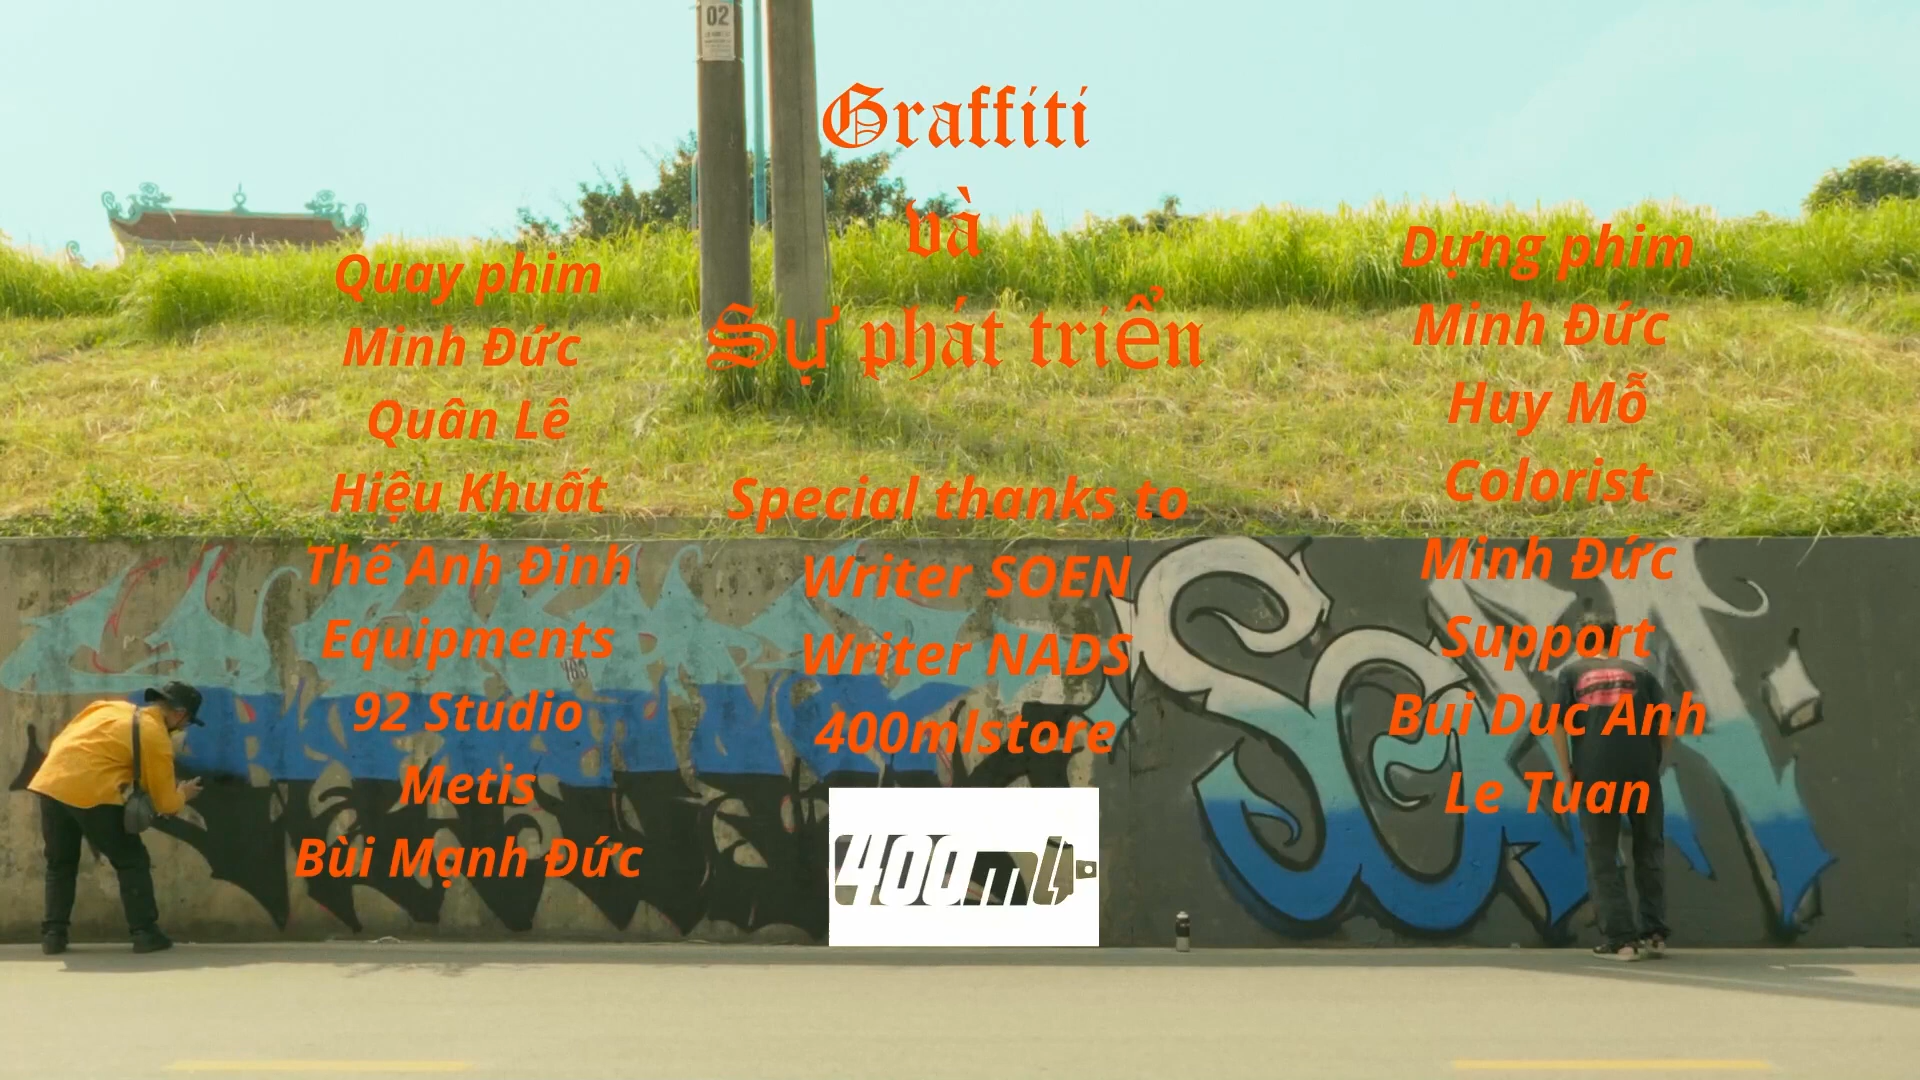 02
Graffiti
và
Sự phát triển
Quay phim
Minh Đức
Quân Lê
Hiệu Khuất
Thế Anh Đinh
Equipments
92 Studio
Metis
Bùi Mạnh Đức
Special thanks to
Writer SOEN
Writer NADS
400mlstore
400ml
Dựng phim
Minh Đức
Huy Mỗ
Colorist
Minh Đức
Support
Bui Duc Anh
Le Tuan
SOEN